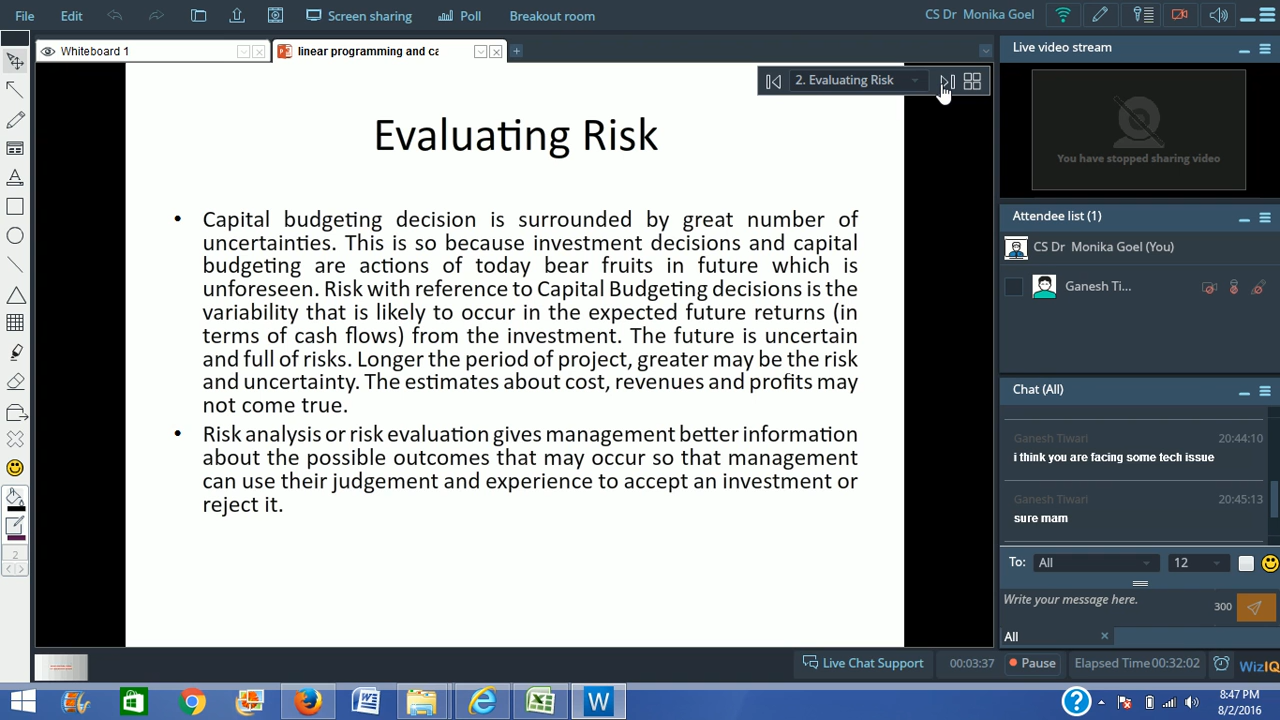 File
Edit
Screen sharing
Poll
Breakout room
CS Dr Monika Goel
Whiteboard 1
linear programming and ca
Live video stream
2. Evaluating Risk
Evaluating Risk
You have stopped sharing video
• Capital budgeting decision is surrounded by great number of
uncertainties. This is so because investment decisions and capital
budgeting are actions of today bear fruits in future which is
unforeseen. Risk with reference to Capital Budgeting decisions is the
variability that is likely to occur in the expected future returns (in
terms of cash flows) from the investment. The future is uncertain
and full of risks. Longer the period of project, greater may be the risk
and uncertainty. The estimates about cost, revenues and profits may
not come true.
• Risk analysis or risk evaluation gives management better information
about the possible outcomes that may occur so that management
can use their judgement and experience to accept an investment or
reject it.
Attendee list (1)
CS Dr Monika Goel (You)
Ganesh Ti...
Chat (All)
Ganesh Tiwari 20:44:10
i think you are facing some tech issue
Ganesh Tiwari 20:45:13
sure mam
To: All 12
Write your message here.
300
All
2
Live Chat Support
00:03:37
Pause
Elapsed Time 00:32:02
WizIQ
8:47 PM
8/2/2016